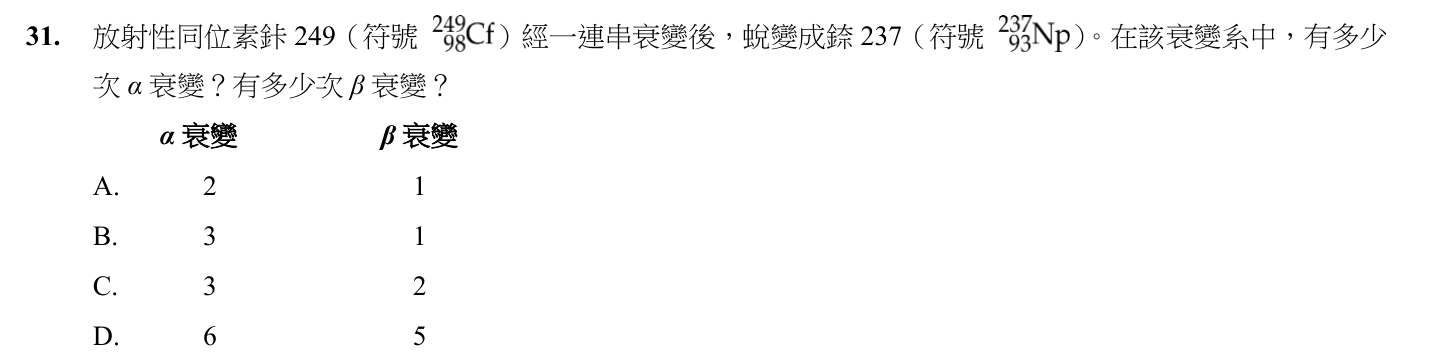 31. 放射性同位素鉲 249（符號 ²⁴⁹₉₈Cf）經一連串衰變後，蛻變成錼 237（符號 ²³⁷₉₃Np）。在該衰變系中，有多少
次 α 衰變？有多少次 β 衰變？
α 衰變 β 衰變
A. 2 1
B. 3 1
C. 3 2
D. 6 5